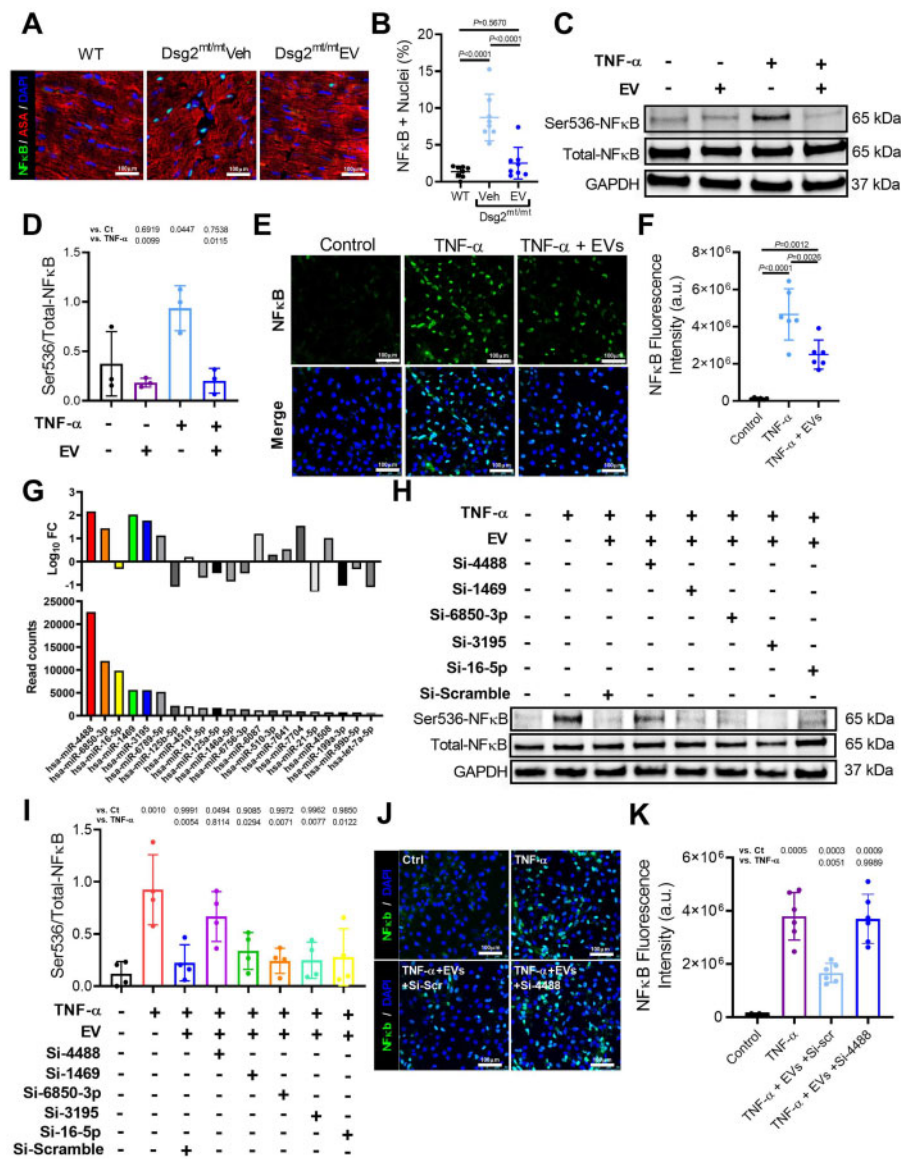 A
WT
Dsg2mt/mtVeh
Dsg2mt/mtEV
NFκB / ASA / DAPI
100μm
100μm
100μm
B
NFκB + Nuclei (%)
P=0.5670
P<0.0001
P<0.0001
20
15
10
5
0
WT
Veh
EV
Dsg2mt/mt
C
TNF-α - - + +
EV - + - +
Ser536-NFκB 65 kDa
Total-NFκB 65 kDa
GAPDH 37 kDa
D
vs. Ct 0.6919 0.0447 0.7538
vs. TNF-α 0.0099 0.0115
Ser536/Total-NFκB
1.5
1.0
0.5
0.0
TNF-α - - + +
EV - + - +
E
Control
TNF-α
TNF-α + EVs
NFκB
Merge
100μm
100μm
100μm
100μm
100μm
100μm
F
NFκB Fluorescence
Intensity (a.u.)
P=0.0012
P=0.0026
P<0.0001
8×10⁶
6×10⁶
4×10⁶
2×10⁶
0
Control
TNF-α
TNF-α + EVs
G
Log10 FC
3
2
1
0
-1
Read counts
25000
20000
15000
10000
5000
0
hsa-miR-4488
hsa-miR-6850-3p
hsa-miR-16-5p
hsa-miR-1469
hsa-miR-3195
H
TNF-α - + + + + + + +
EV - - + + + + + +
Si-4488 - - - + - - - -
Si-1469 - - - - + - - -
Si-6850-3p - - - - - + - -
Si-3195 - - - - - - + -
Si-16-5p - - - - - - - +
Si-Scramble - - + - - - - -
Ser536-NFκB 65 kDa
Total-NFκB 65 kDa
GAPDH 37 kDa
I
vs. Ct 0.0010 0.9991 0.0494 0.9085 0.9972 0.9962 0.9850
vs. TNF-α 0.0054 0.8114 0.0294 0.0071 0.0077 0.0122
Ser536/Total-NFκB
1.5
1.0
0.5
0.0
TNF-α - + + + + + + +
EV - - + + + + + +
Si-4488 - - - + - - - -
Si-1469 - - - - + - - -
Si-6850-3p - - - - - + - -
Si-3195 - - - - - - + -
Si-16-5p - - - - - - - +
Si-Scramble - - + - - - - -
J
Ctrl
TNF-α
TNF-α+EVs
+Si-Scr
TNF-α+EVs
+Si-4488
NFκb / DAPI
NFκb / DAPI
100μm
100μm
100μm
100μm
K
vs. Ct 0.0005 0.0003 0.0009
vs. TNF-α 0.0051 0.9989
NFκB Fluorescence
Intensity (a.u.)
6×10⁶
4×10⁶
2×10⁶
0
Control
TNF-α
TNF-α + EVs +Si-scr
TNF-α + EVs +Si-4488